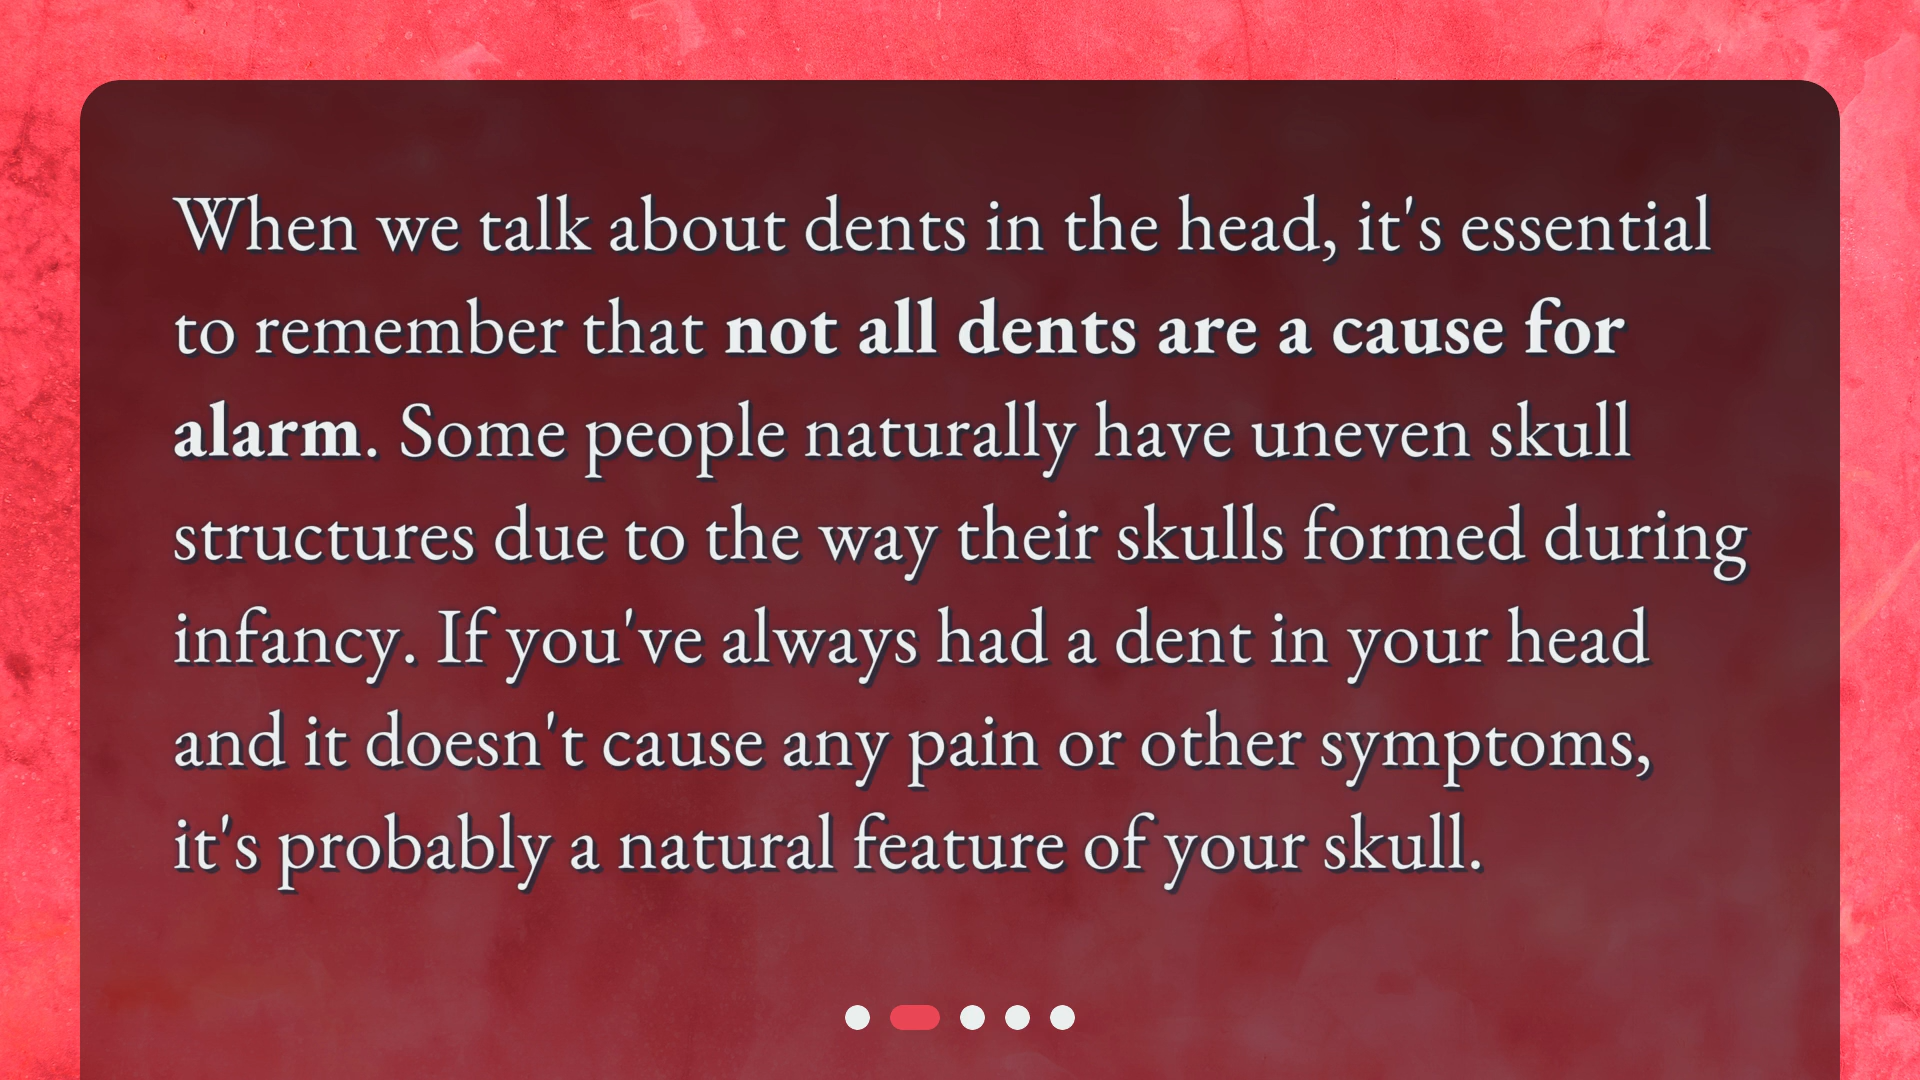 When we talk about dents in the head, it's essential
to remember that not all dents are a cause for
alarm. Some people naturally have uneven skull
structures due to the way their skulls formed during
infancy. If you've always had a dent in your head
and it doesn't cause any pain or other symptoms,
it's probably a natural feature of your skull.